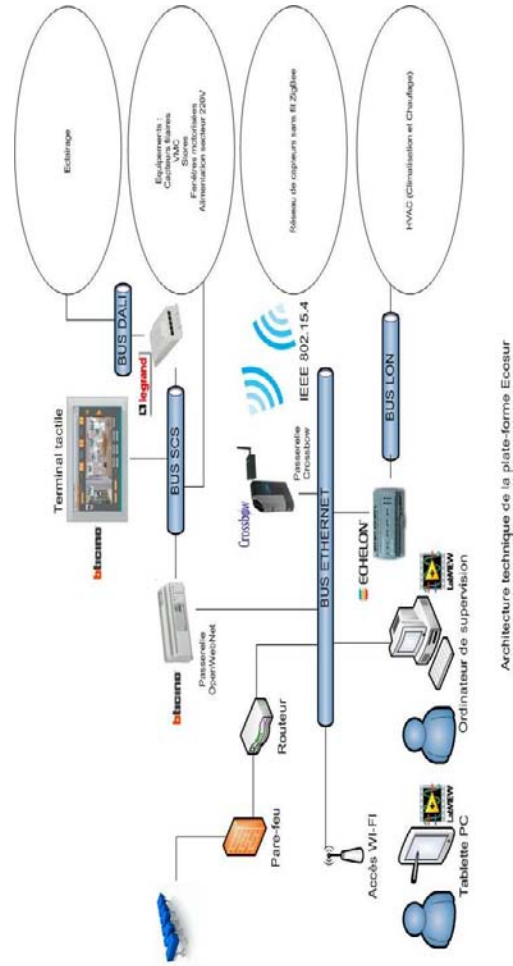 Eclairage
Equipements :
Capteurs filaires
VMC
Stores
Fenêtres motorisées
Alimentation secteur 220V
Réseau de capteurs sans fil ZigBee
HVAC (Climatisation et Chauffage)
BUS DALI
legrand
Terminal tactile
bticino
BUS SCS
IEEE 802.15.4
Crossbow
Passerelle
Crossbow
BUS LON
ECHELON
BUS ETHERNET
bticino
Passerelle
OpenWebNet
Routeur
Pare-feu
Accès WI-FI
LabVIEW
Tablette PC
LabVIEW
Ordinateur de supervision
Architecture technique de la plate-forme Ecosur